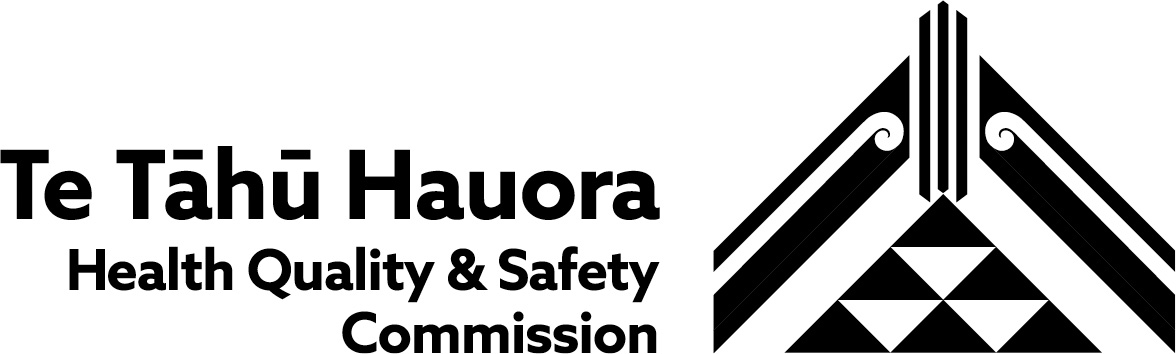 Te Tāhū Hauora
Health Quality & Safety
Commission